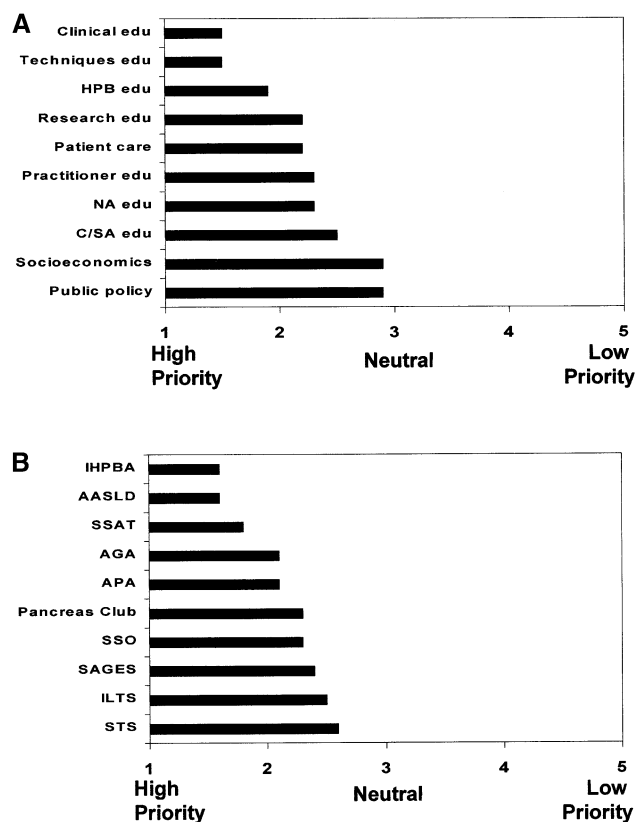 A
Clinical edu
Techniques edu
HPB edu
Research edu
Patient care
Practitioner edu
NA edu
C/SA edu
Socioeconomics
Public policy
1 2 3 4 5
High Priority Neutral Low Priority
B
IHPBA
AASLD
SSAT
AGA
APA
Pancreas Club
SSO
SAGES
ILTS
STS
1 2 3 4 5
High Priority Neutral Low Priority